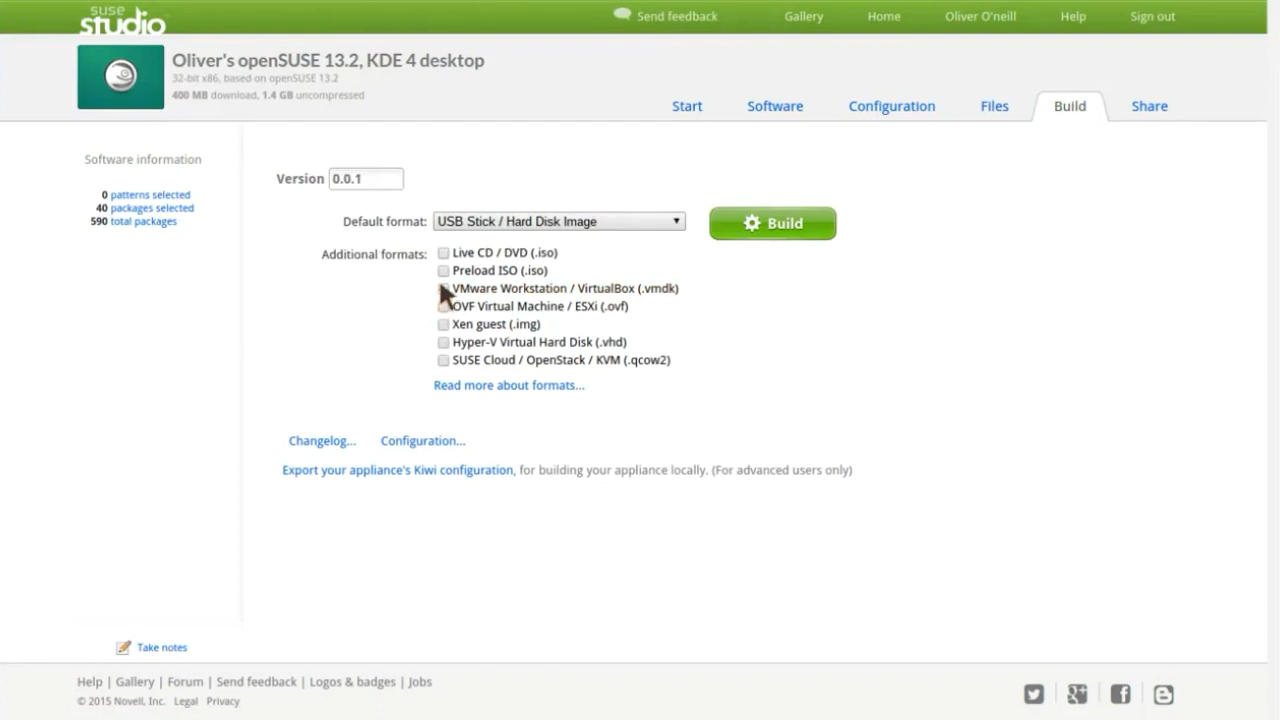 suse
studio
Send feedback
Gallery
Home
Oliver O'neill
Help
Sign out
Oliver's openSUSE 13.2, KDE 4 desktop
32-bit x86, based on openSUSE 13.2
400 MB download, 1.4 GB uncompressed
Start
Software
Configuration
Files
Build
Share
Software information
0 patterns selected
40 packages selected
590 total packages
Version 0.0.1
Default format: USB Stick / Hard Disk Image
Build
Additional formats: Live CD / DVD (.iso)
Preload ISO (.iso)
VMware Workstation / VirtualBox (.vmdk)
OVF Virtual Machine / ESXi (.ovf)
Xen guest (.img)
Hyper-V Virtual Hard Disk (.vhd)
SUSE Cloud / OpenStack / KVM (.qcow2)
Read more about formats...
Changelog... Configuration...
Export your appliance's Kiwi configuration, for building your appliance locally. (For advanced users only)
Take notes
Help | Gallery | Forum | Send feedback | Logos & badges | Jobs
© 2015 Novell, Inc. Legal Privacy